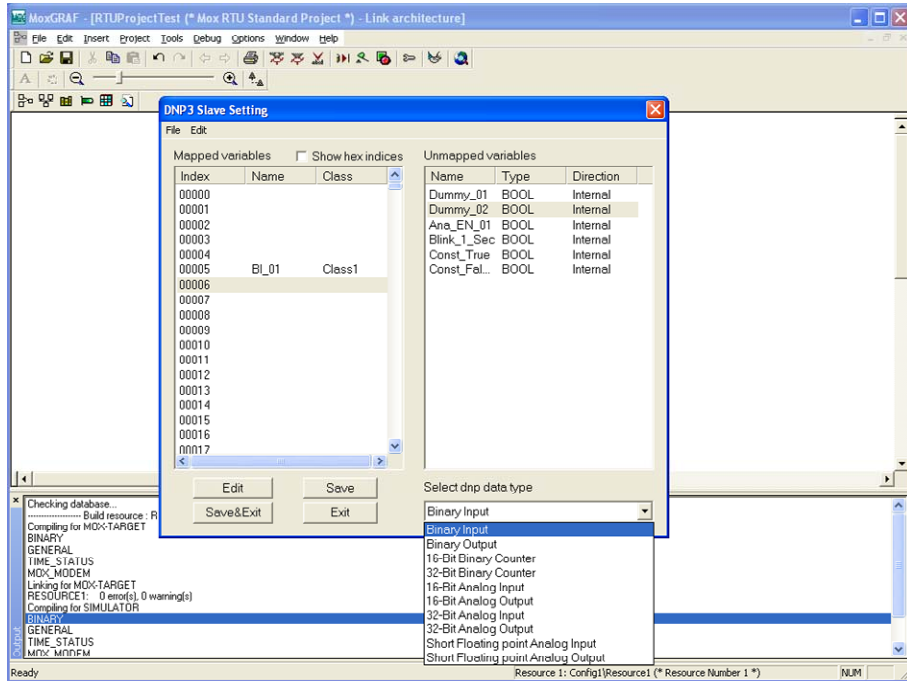 MoxGRAF - [RTUProjectTest (* Mox RTU Standard Project *) - Link architecture]
File Edit Insert Project Tools Debug Options Window Help
DNP3 Slave Setting
File Edit
Mapped variables Show hex indices Unmapped variables
Index Name Class Name Type Direction
00000 Dummy_01 BOOL Internal
00001 Dummy_02 BOOL Internal
00002 Ana_EN_01 BOOL Internal
00003 Blink_1_Sec BOOL Internal
00004 Const_True BOOL Internal
00005 BI_01 Class1 Const_Fal... BOOL Internal
00006
00007
00008
00009
00010
00011
00012
00013
00014
00015
00016
00017
Edit Save Select dnp data type
Save&Exit Exit Binary Input
Binary Input
Binary Output
16-Bit Binary Counter
32-Bit Binary Counter
16-Bit Analog Input
16-Bit Analog Output
32-Bit Analog Input
32-Bit Analog Output
Short Floating point Analog Input
Short Floating point Analog Output
Output
Checking database...
-------------------- Build resource : R
Compiling for MOX-TARGET
BINARY
GENERAL
TIME_STATUS
MOX_MODEM
Linking for MOX-TARGET
RESOURCE1: 0 error(s), 0 warning(s)
Compiling for SIMULATOR
BINARY
GENERAL
TIME_STATUS
MOX_MODEM
Ready Resource 1: Config1\Resource1 (* Resource Number 1 *) NUM